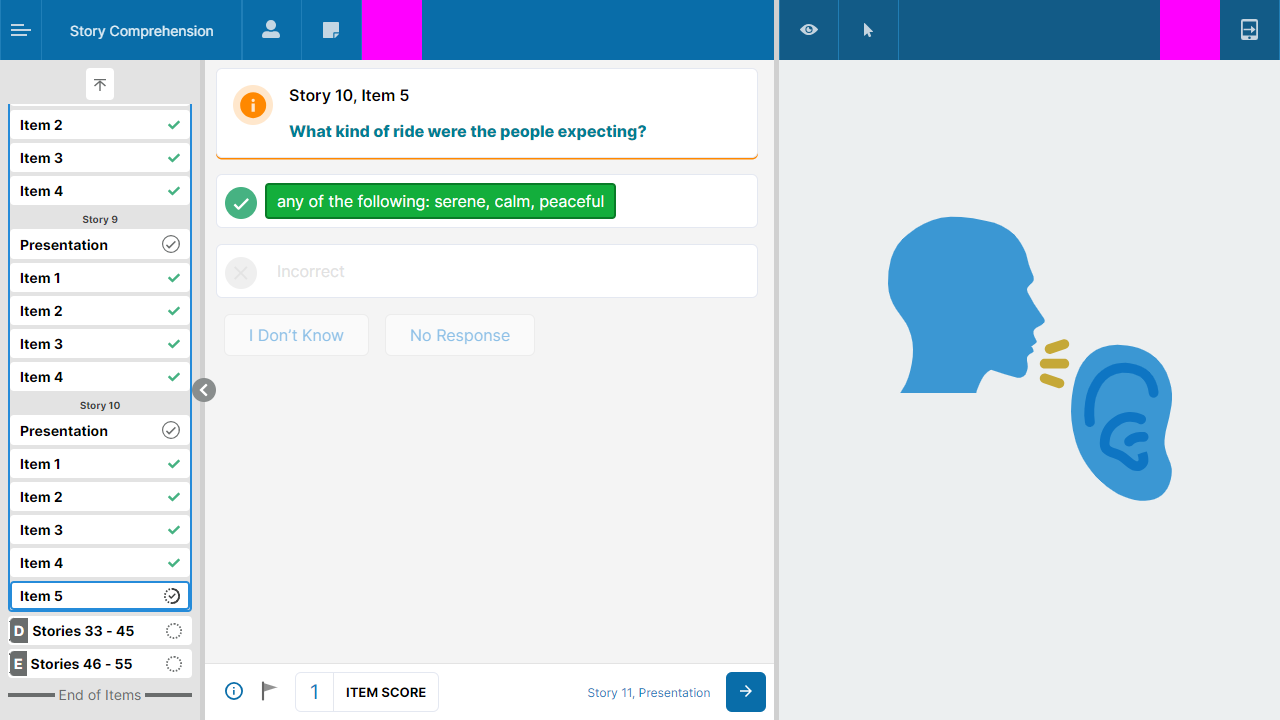 Story Comprehension
Item 2
Item 3
Item 4
Story 9
Presentation
Item 1
Item 2
Item 3
Item 4
Story 10
Presentation
Item 1
Item 2
Item 3
Item 4
Item 5
D Stories 33 - 45
E Stories 46 - 55
End of Items
Story 10, Item 5
What kind of ride were the people expecting?
any of the following: serene, calm, peaceful
Incorrect
I Don't Know
No Response
1 ITEM SCORE
Story 11, Presentation